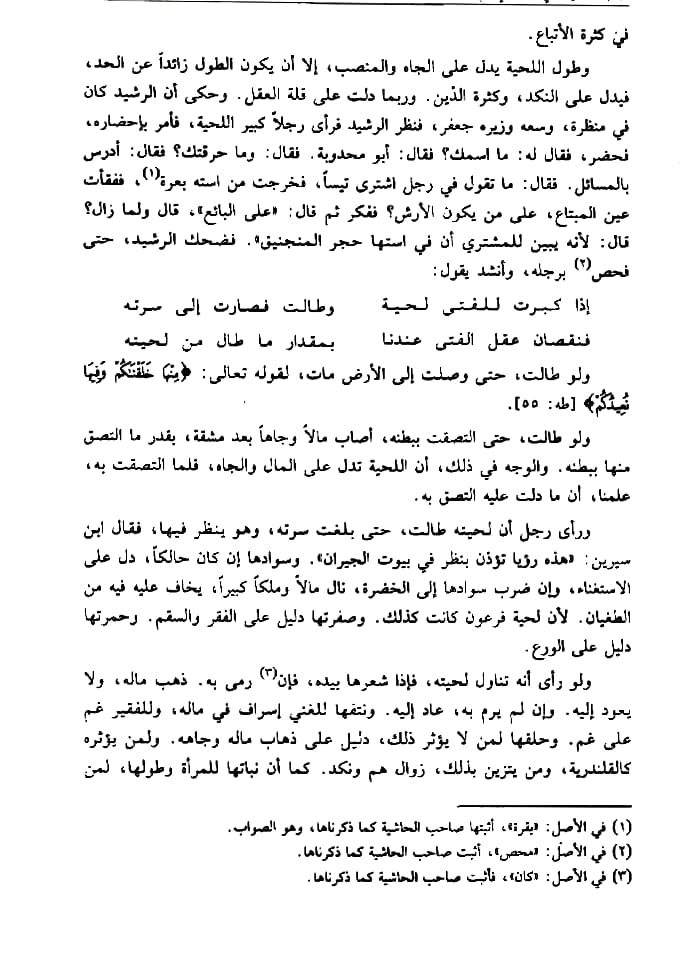 في كثرة الأتباع.
وطول اللحية يدل على الجاه والمنصب، إلا أن يكون الطول زائداً عن الحد،
فيدل على النكد، وكثرة الدَين. وربما دلت على قلة العقل. وحكى أن الرشيد كان
في منظرة، وسعه وزيره جعفر، فنظر الرشيد فرأى رجلاً كبير اللحية، فأمر بإحضاره،
فحضر، فقال له: ما اسمك؟ فقال: أبو محدوبة. فقال: وما حرفتك؟ فقال: أدرس
بالمسائل. فقال: ما تقول في رجل اشترى تيساً، فخرجت من استه بعرة(١)، ففقأت
عين المبتاع، على من يكون الأرش؟ ففكر ثم قال: «على البائع»، قال ولما زال؟
قال: لأنه يبين للمشتري أن في استها حجر المنجنيق». فضحك الرشيد، حتى
فحص(٢) برجله، وأنشد يقول:
إذا كبرت للفتى لحية وطالت فصارت إلى سرته
فنقصان عقل الفتى عندنا بمقدار ما طال من لحيته
ولو طالت، حتى وصلت إلى الأرض مات، لقوله تعالى: ﴿مِنْهَا خَلَقْنَكُمْ وَفِيهَا
نُعِيدُكُمْ﴾ [طه: ٥٥].
ولو طالت، حتى التصقت ببطنه، أصاب مالاً وجاهاً بعد مشقة، بقدر ما التصق
منها ببطنه. والوجه في ذلك، أن اللحية تدل على المال والجاه، فلما التصقت به،
علمنا، أن ما دلت عليه التصق به.
ورأى رجل أن لحيته طالت، حتى بلغت سرته، وهو ينظر فيها، فقال ابن
سيرين: «هذه رؤيا تؤذن بنظر في بيوت الجيران». وسوادها إن كان حالكاً، دل على
الاستغناء، وإن ضرب سوادها إلى الخضرة، نال مالاً وملكاً كبيراً، يخاف عليه فيه من
الطغيان. لأن لحية فرعون كانت كذلك. وصفرتها دليل على الفقر والسقم. وحمرتها
دليل على الورع.
ولو رأى أنه تناول لحيته، فإذا شعرها بيده، فإن(٣) رمى به. ذهب ماله، ولا
يعود إليه. وإن لم يرم به، عاد إليه. ونتفها للغني إسراف في ماله، وللفقير غم
على غم. وحلقها لمن لا يؤثر ذلك، دليل على ذهاب ماله وجاهه. ولمن يؤثره
كالقلندرية، ومن يتزين بذلك، زوال هم ونكد. كما أن نباتها للمرأة وطولها، لمن
(١) في الأصل: «بقرة»، أثبتها صاحب الحاشية كما ذكرناها، وهو الصواب.
(٢) في الأصل: «محص»، أثبت صاحب الحاشية كما ذكرناها.
(٣) في الأصل: «كان»، فأثبت صاحب الحاشية كما ذكرناها.